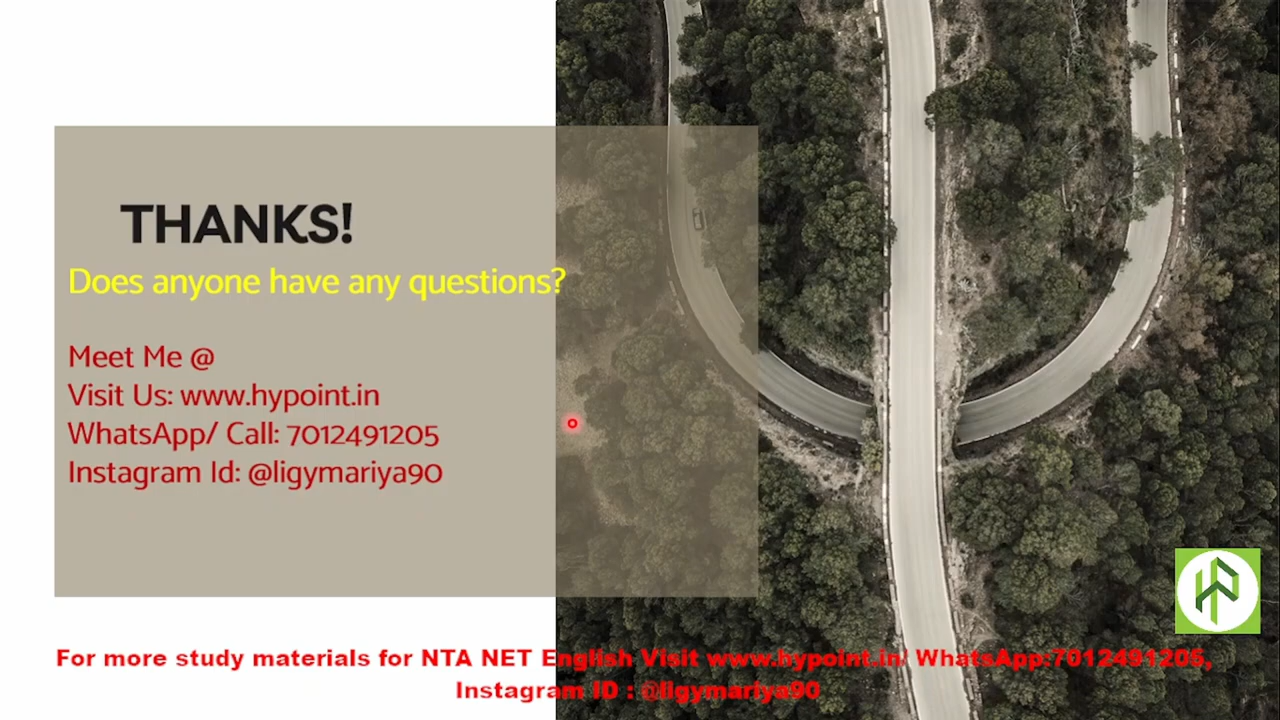 THANKS!
Does anyone have any questions?
Meet Me @
Visit Us: www.hypoint.in
WhatsApp/ Call: 7012491205
Instagram Id: @ligymariya90
For more study materials for NTA NET English Visit www.hypoint.in/ WhatsApp:7012491205,
Instagram ID : @ligymariya90